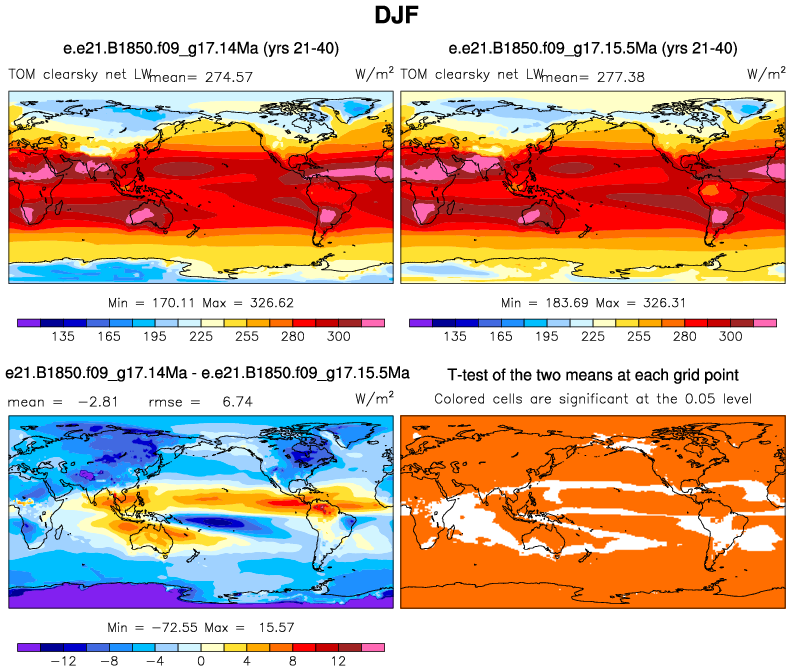 DJF
e.e21.B1850.f09_g17.14Ma (yrs 21-40)
TOM clearsky net LW mean= 274.57 W/m²
Min = 170.11 Max = 326.62
135 165 195 225 255 280 300
e.e21.B1850.f09_g17.15.5Ma (yrs 21-40)
TOM clearsky net LW mean= 277.38 W/m²
Min = 183.69 Max = 326.31
135 165 195 225 255 280 300
e21.B1850.f09_g17.14Ma - e.e21.B1850.f09_g17.15.5Ma
mean = -2.81 rmse = 6.74 W/m²
Min = -72.55 Max = 15.57
-12 -8 -4 0 4 8 12
T-test of the two means at each grid point
Colored cells are significant at the 0.05 level